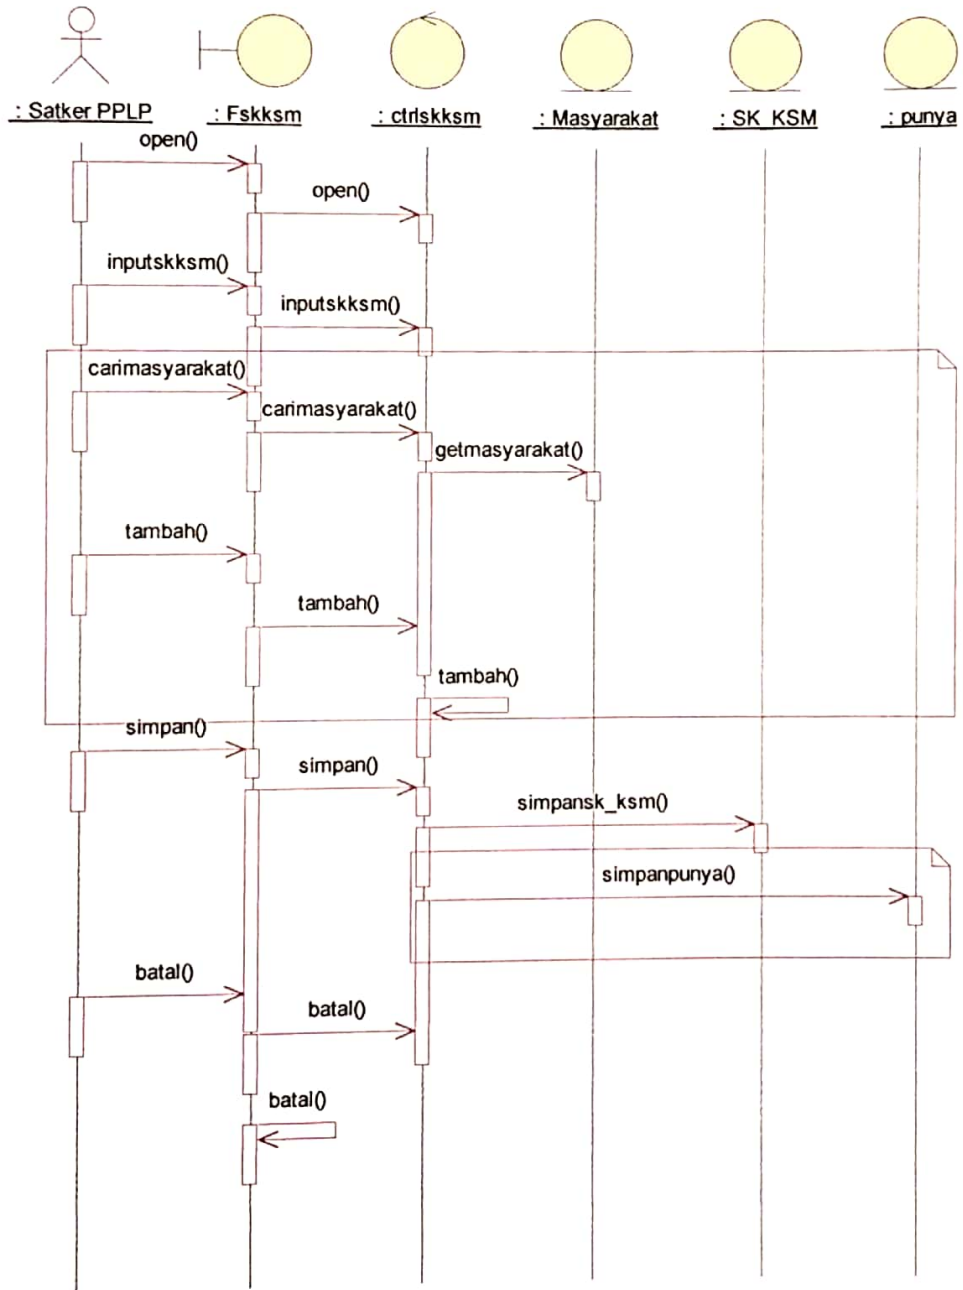 : Satker PPLP
: Fskksm
: ctrlskksm
: Masyarakat
: SK_KSM
: punya
open()
open()
inputskksm()
inputskksm()
carimasyarakat()
carimasyarakat()
getmasyarakat()
tambah()
tambah()
tambah()
simpan()
simpan()
simpansk_ksm()
simpanpunya()
batal()
batal()
batal()